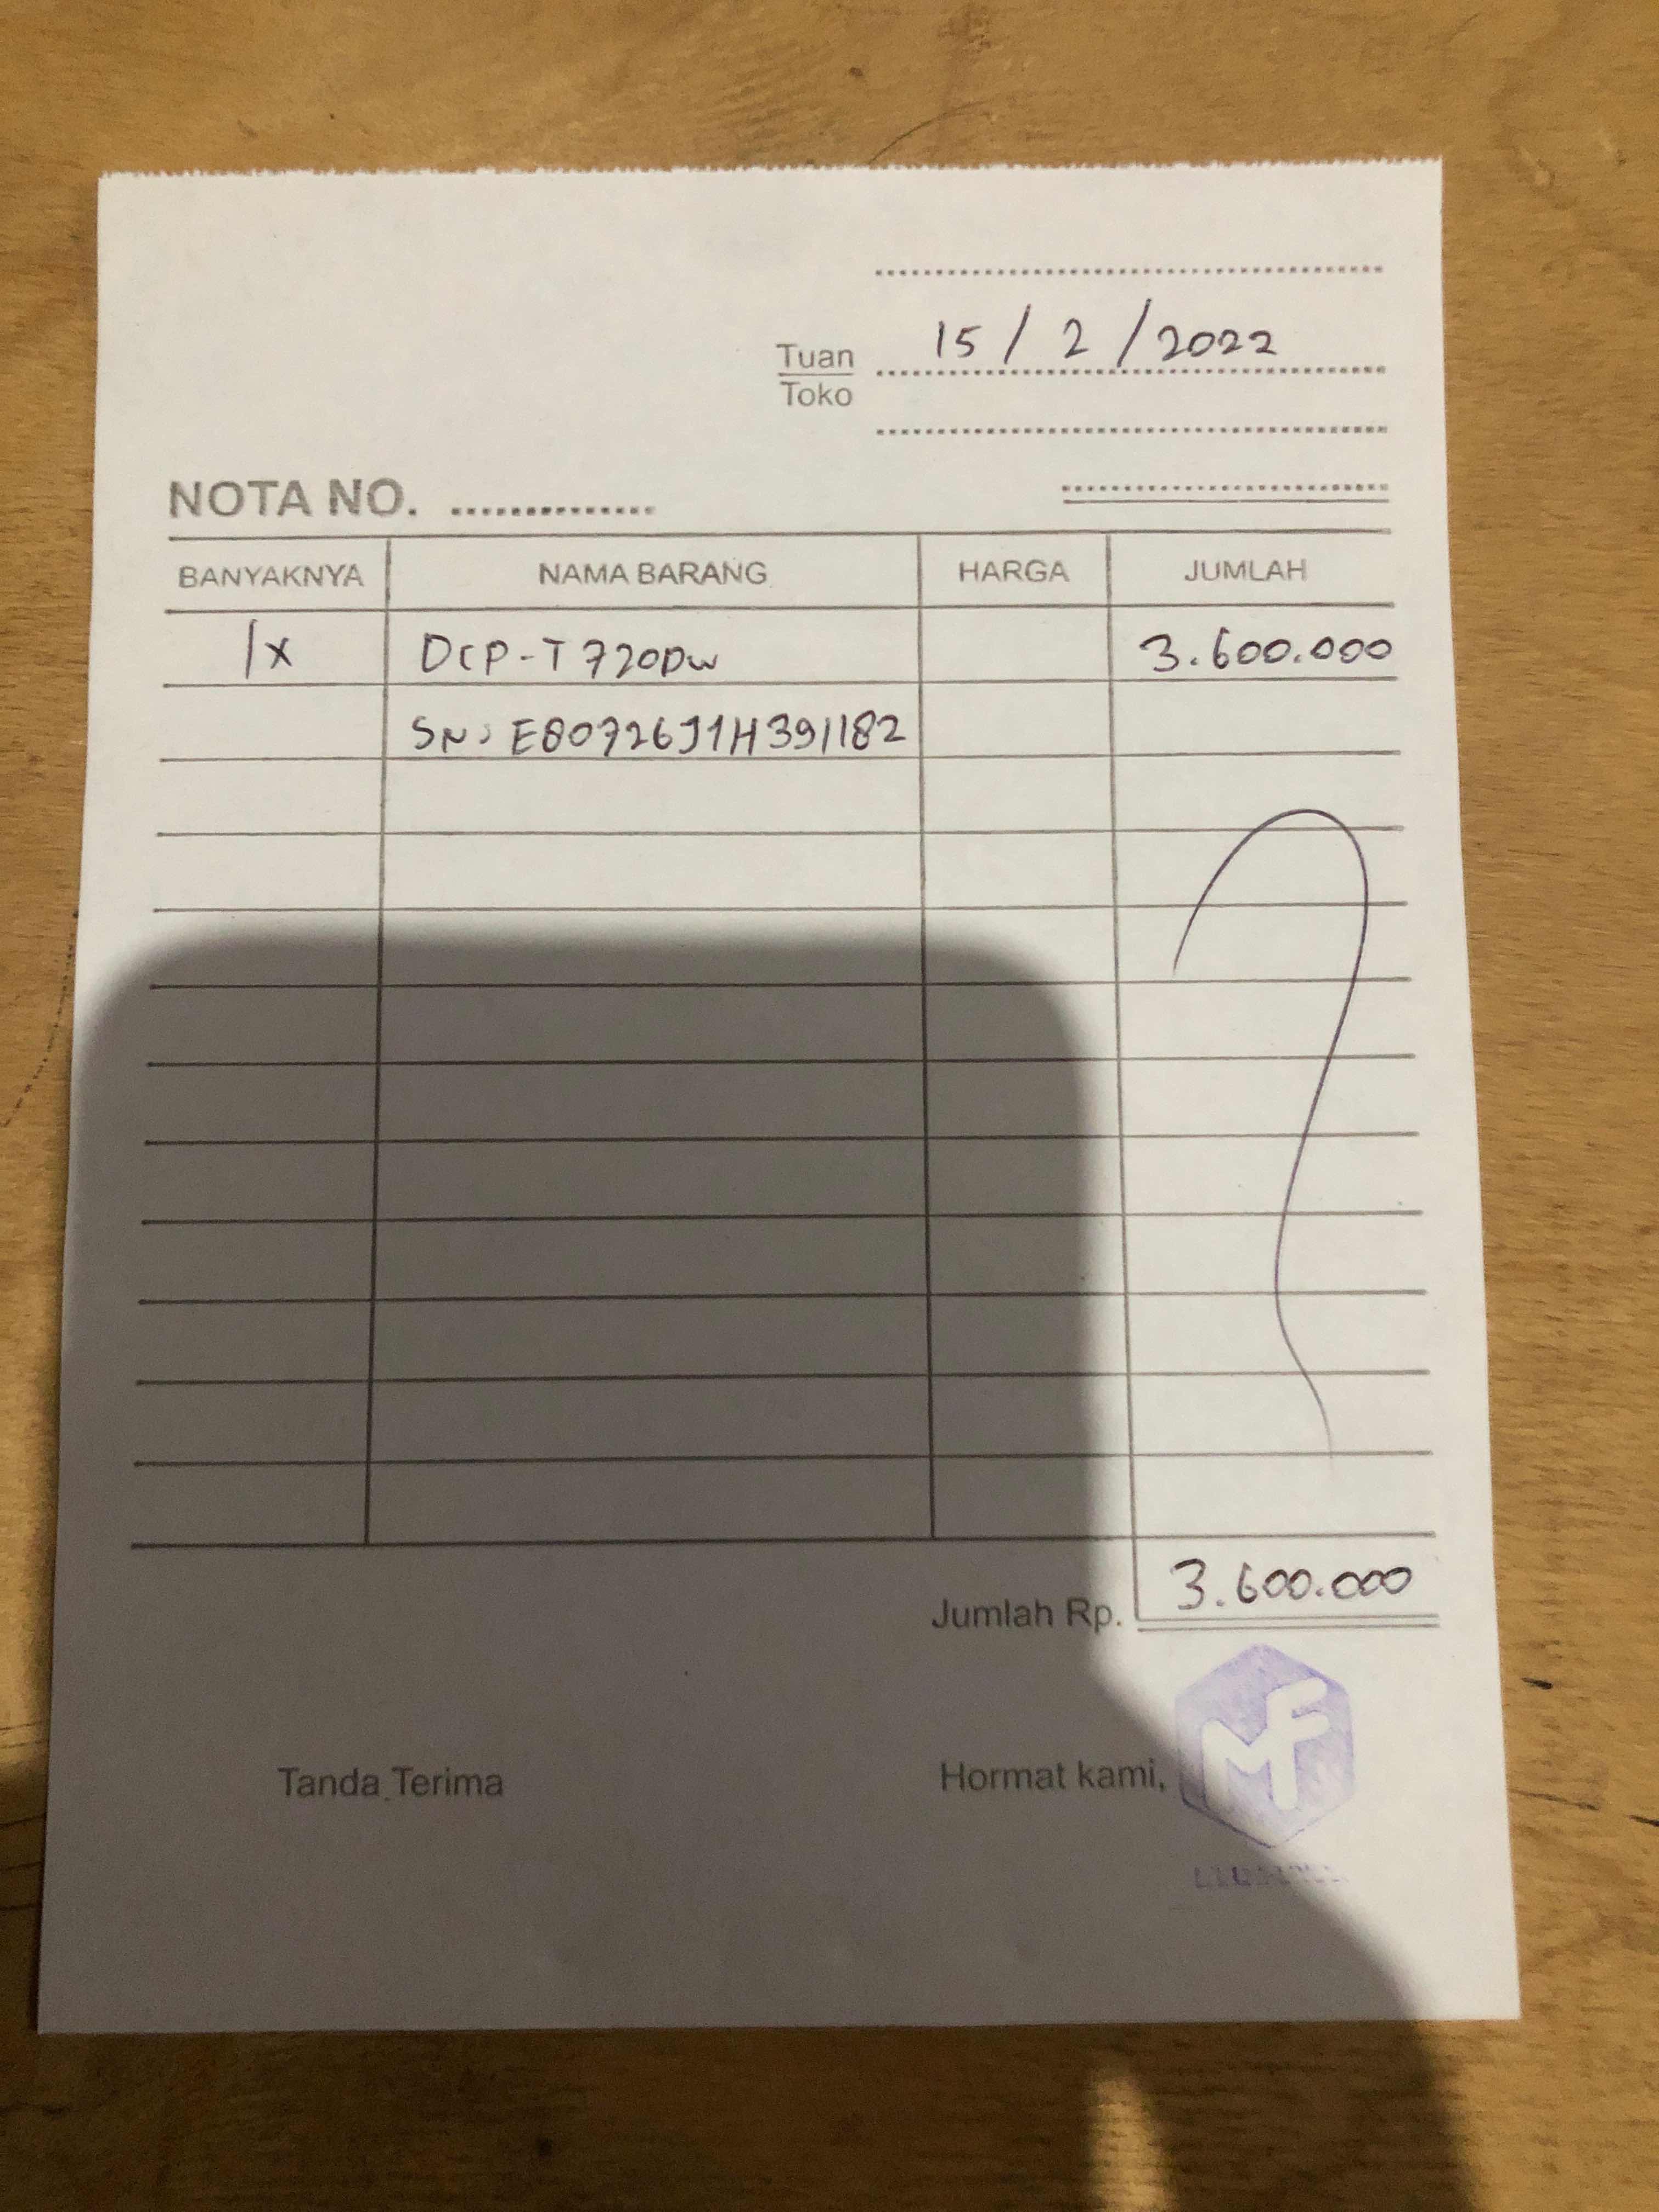 15/2/2022
Tuan
Toko
NOTA NO. ..............
BANYAKNYA NAMA BARANG HARGA JUMLAH
1x DCP-T720DW 3.600.000
SN: E80726J1H391182
Jumlah Rp. 3.600.000
Tanda Terima Hormat kami,
MF